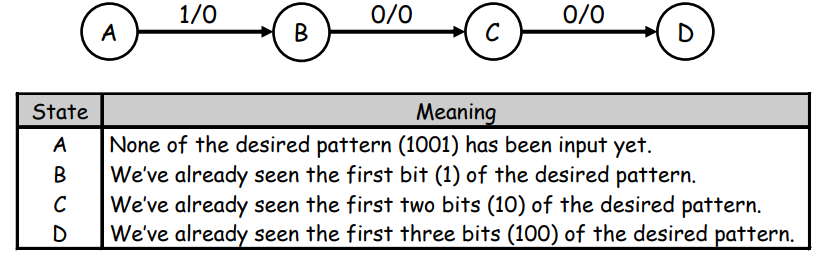 1/0 0/0 0/0
A B C D
State Meaning
A None of the desired pattern (1001) has been input yet.
B We've already seen the first bit (1) of the desired pattern.
C We've already seen the first two bits (10) of the desired pattern.
D We've already seen the first three bits (100) of the desired pattern.